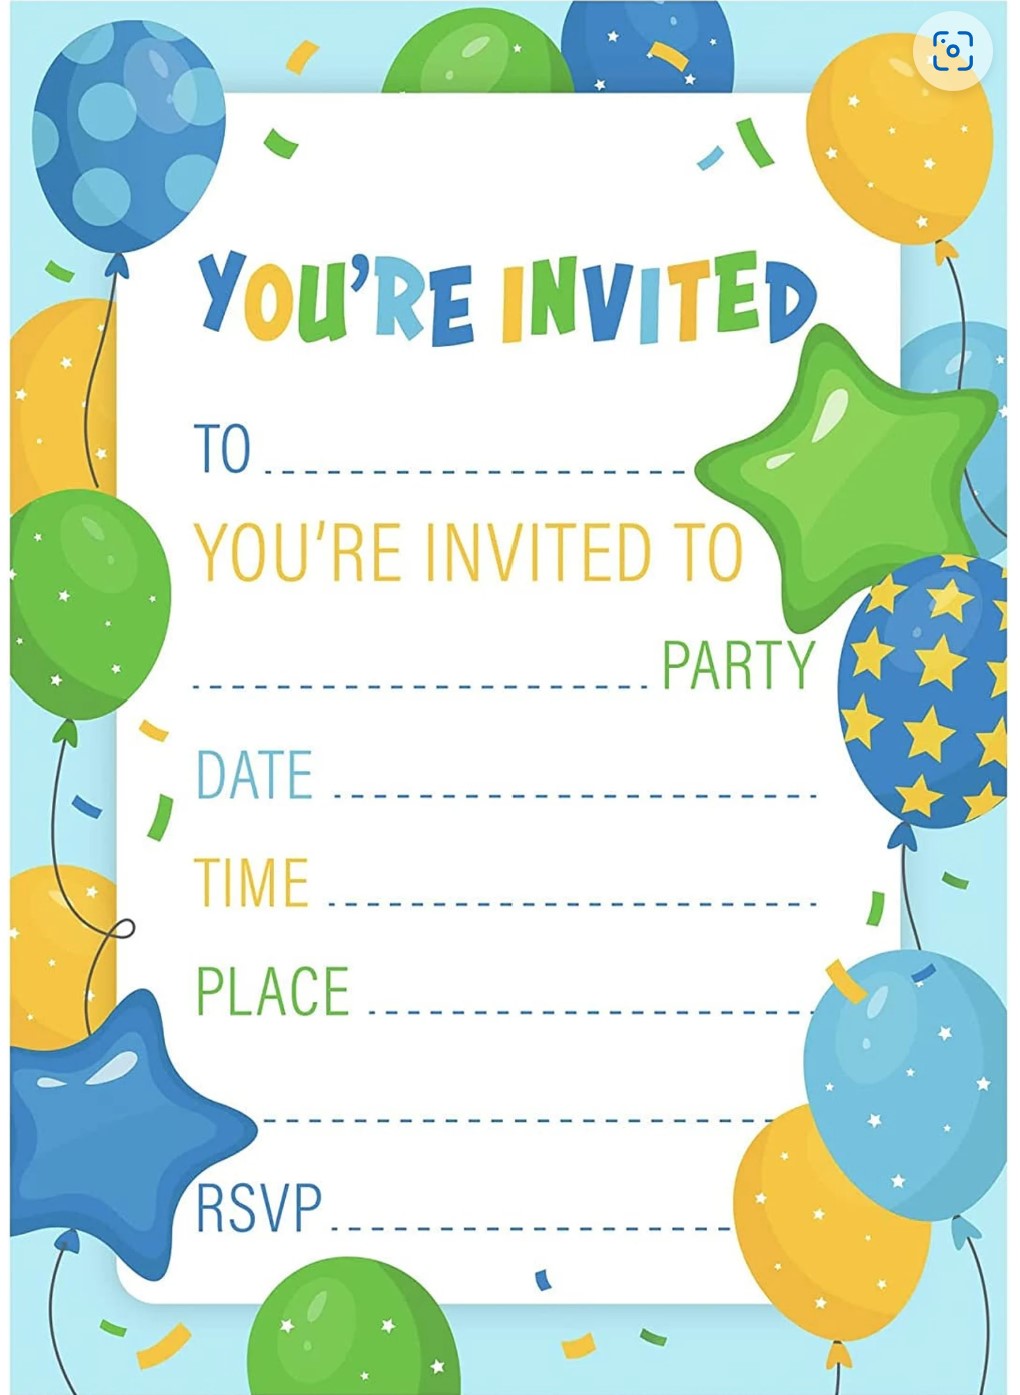 YOU'RE INVITED
TO
YOU'RE INVITED TO
PARTY
DATE
TIME
PLACE
RSVP